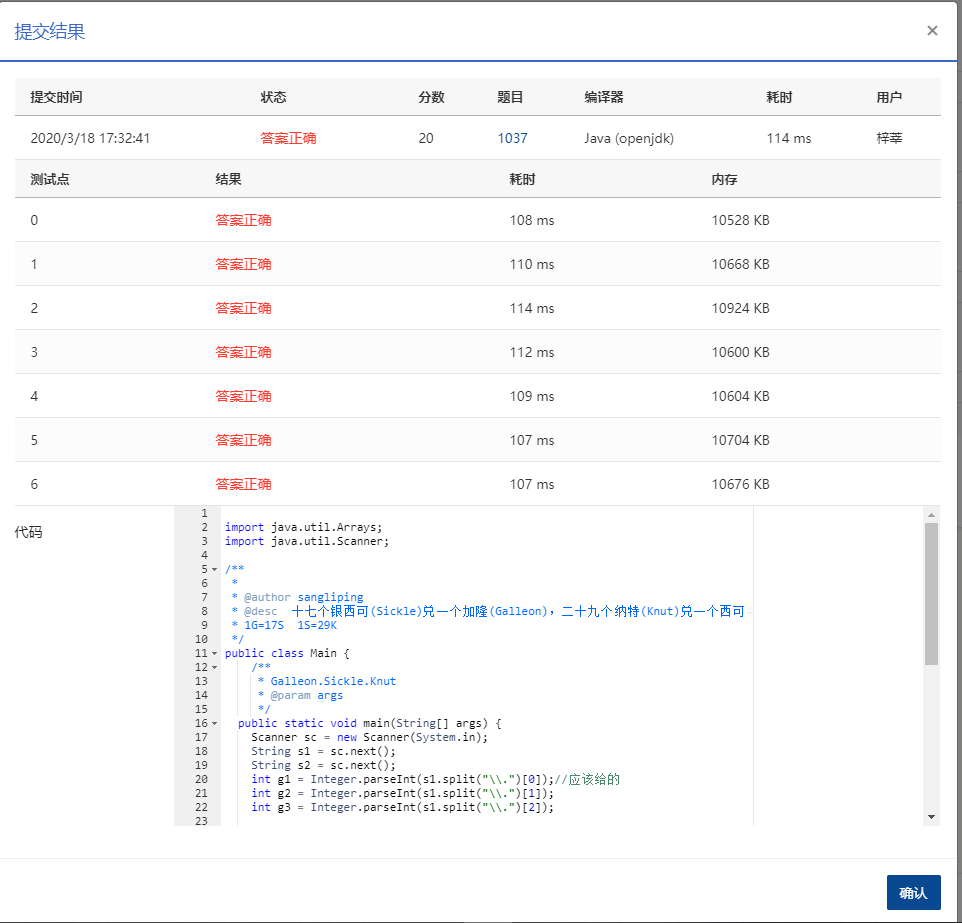 提交结果 ×
提交时间 状态 分数 题目 编译器 耗时 用户
2020/3/18 17:32:41 答案正确 20 1037 Java (openjdk) 114 ms 梓莘
测试点 结果 耗时 内存
0 答案正确 108 ms 10528 KB
1 答案正确 110 ms 10668 KB
2 答案正确 114 ms 10924 KB
3 答案正确 112 ms 10600 KB
4 答案正确 109 ms 10604 KB
5 答案正确 107 ms 10704 KB
6 答案正确 107 ms 10676 KB
代码
1
2 import java.util.Arrays;
3 import java.util.Scanner;
4
5 /**
6 *
7 * @author sangliping
8 * @desc 十七个银西可(Sickle)兑一个加隆(Galleon)，二十九个纳特(Knut)兑一个西可
9 * 1G=17S 1S=29K
10 */
11 public class Main {
12 /**
13 * Galleon.Sickle.Knut
14 * @param args
15 */
16 public static void main(String[] args) {
17 Scanner sc = new Scanner(System.in);
18 String s1 = sc.next();
19 String s2 = sc.next();
20 int g1 = Integer.parseInt(s1.split("\\.")[0]);//应该给的
21 int g2 = Integer.parseInt(s1.split("\\.")[1]);
22 int g3 = Integer.parseInt(s1.split("\\.")[2]);
23
确认